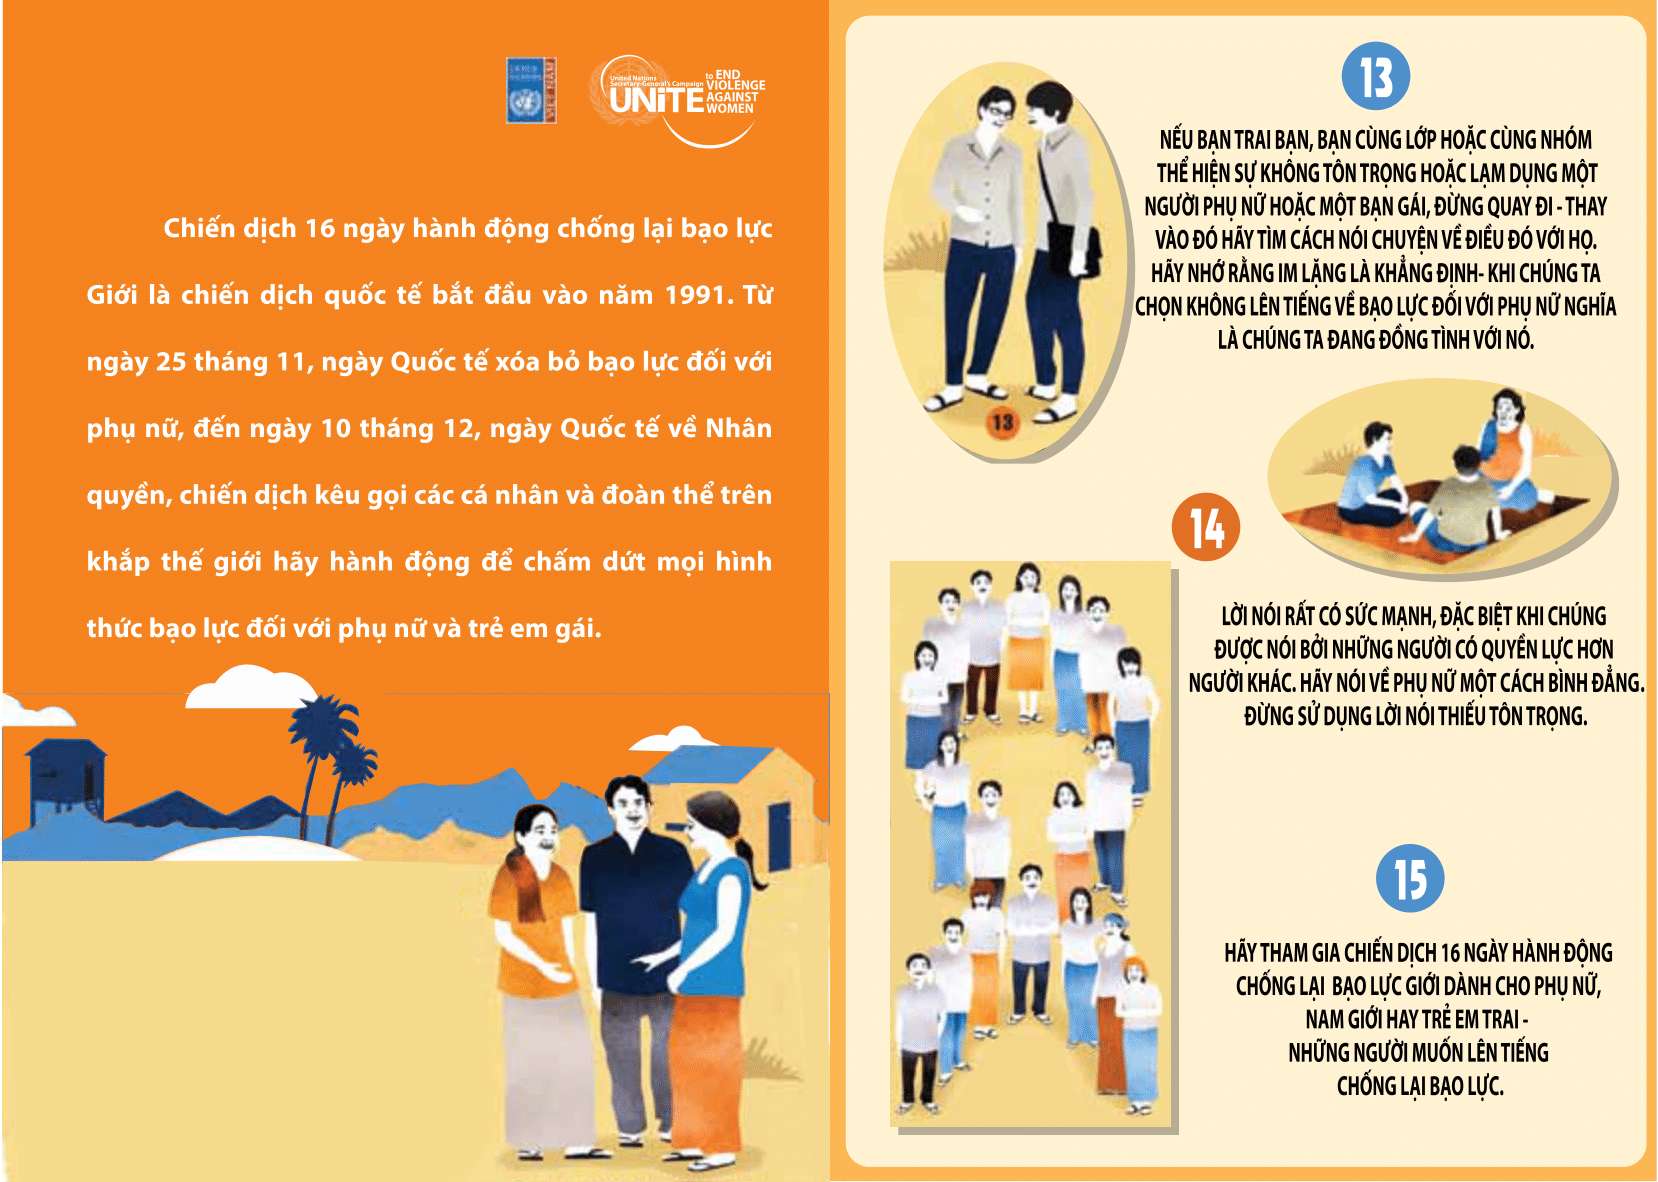 VIET NAM
United Nations
Secretary-General's Campaign
UNiTE
to END
VIOLENCE
AGAINST
WOMEN
Chiến dịch 16 ngày hành động chống lại bạo lực
Giới là chiến dịch quốc tế bắt đầu vào năm 1991. Từ
ngày 25 tháng 11, ngày Quốc tế xóa bỏ bạo lực đối với
phụ nữ, đến ngày 10 tháng 12, ngày Quốc tế về Nhân
quyền, chiến dịch kêu gọi các cá nhân và đoàn thể trên
khắp thế giới hãy hành động để chấm dứt mọi hình
thức bạo lực đối với phụ nữ và trẻ em gái.
13
NẾU BẠN TRAI BẠN, BẠN CÙNG LỚP HOẶC CÙNG NHÓM
THỂ HIỆN SỰ KHÔNG TÔN TRỌNG HOẶC LẠM DỤNG MỘT
NGƯỜI PHỤ NỮ HOẶC MỘT BẠN GÁI, ĐỪNG QUAY ĐI - THAY
VÀO ĐÓ HÃY TÌM CÁCH NÓI CHUYỆN VỀ ĐIỀU ĐÓ VỚI HỌ.
HÃY NHỚ RẰNG IM LẶNG LÀ KHẲNG ĐỊNH- KHI CHÚNG TA
CHỌN KHÔNG LÊN TIẾNG VỀ BẠO LỰC ĐỐI VỚI PHỤ NỮ NGHĨA
LÀ CHÚNG TA ĐANG ĐỒNG TÌNH VỚI NÓ.
13
14
LỜI NÓI RẤT CÓ SỨC MẠNH, ĐẶC BIỆT KHI CHÚNG
ĐƯỢC NÓI BỞI NHỮNG NGƯỜI CÓ QUYỀN LỰC HƠN
NGƯỜI KHÁC. HÃY NÓI VỀ PHỤ NỮ MỘT CÁCH BÌNH ĐẲNG.
ĐỪNG SỬ DỤNG LỜI NÓI THIẾU TÔN TRỌNG.
15
HÃY THAM GIA CHIẾN DỊCH 16 NGÀY HÀNH ĐỘNG
CHỐNG LẠI BẠO LỰC GIỚI DÀNH CHO PHỤ NỮ,
NAM GIỚI HAY TRẺ EM TRAI -
NHỮNG NGƯỜI MUỐN LÊN TIẾNG
CHỐNG LẠI BẠO LỰC.